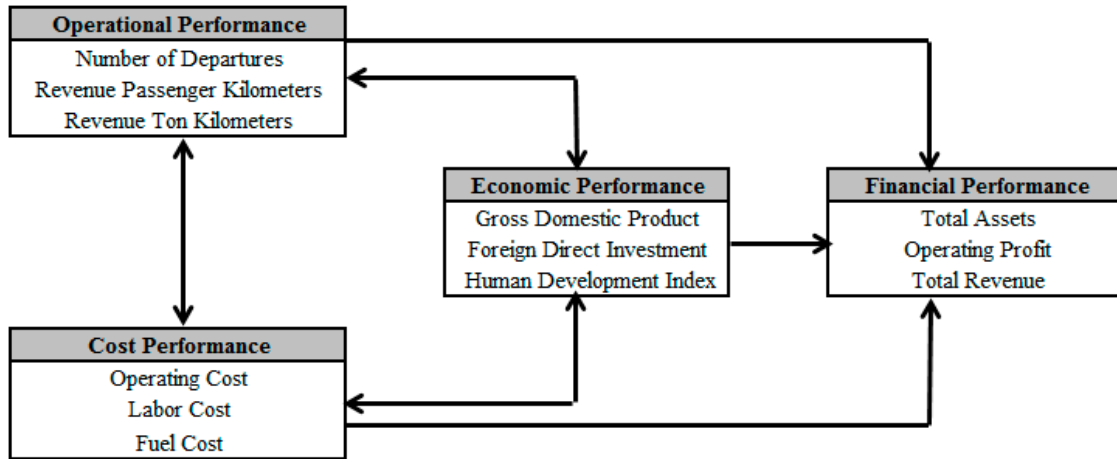 Operational Performance
Number of Departures
Revenue Passenger Kilometers
Revenue Ton Kilometers
Economic Performance
Gross Domestic Product
Foreign Direct Investment
Human Development Index
Financial Performance
Total Assets
Operating Profit
Total Revenue
Cost Performance
Operating Cost
Labor Cost
Fuel Cost